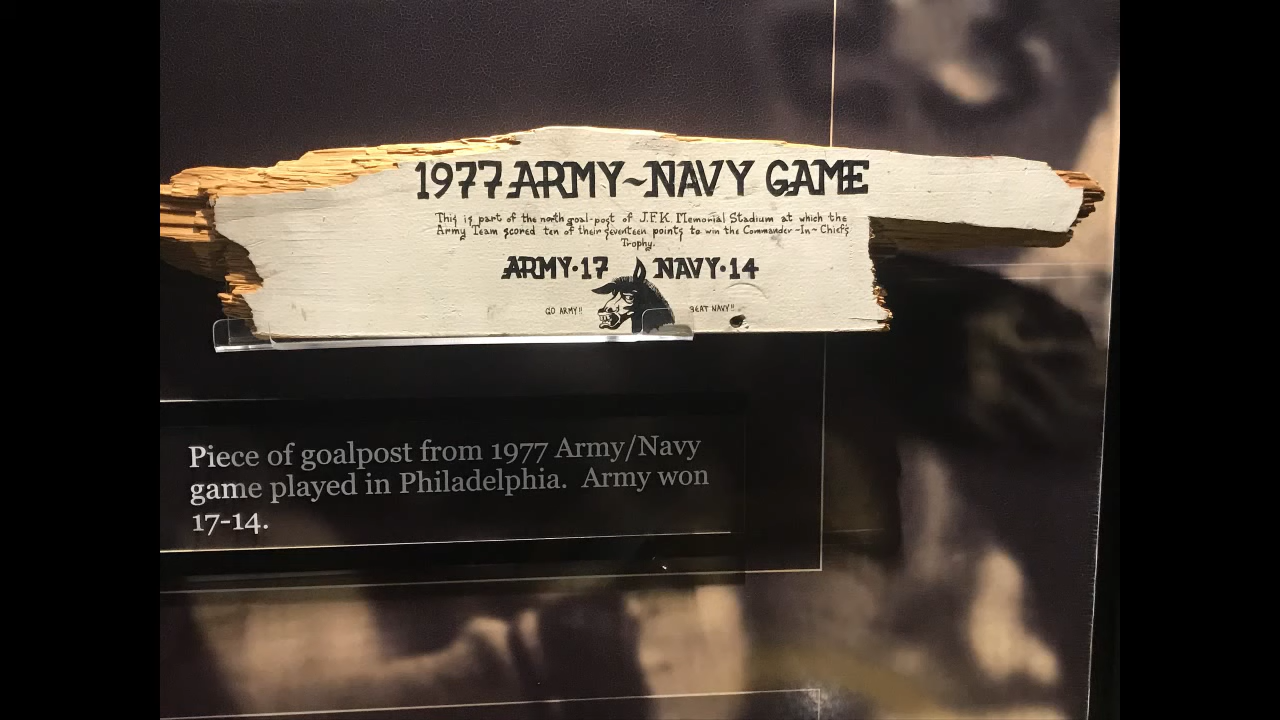 1977 ARMY~NAVY GAME
This is part of the north goal-post of J.F.K. Memorial Stadium at which the
Army Team scored ten of their seventeen points to win the Commander-In~Chiefs
Trophy.
ARMY·17 NAVY·14
GO ARMY!! BEAT NAVY!!
Piece of goalpost from 1977 Army/Navy
game played in Philadelphia. Army won
17-14.